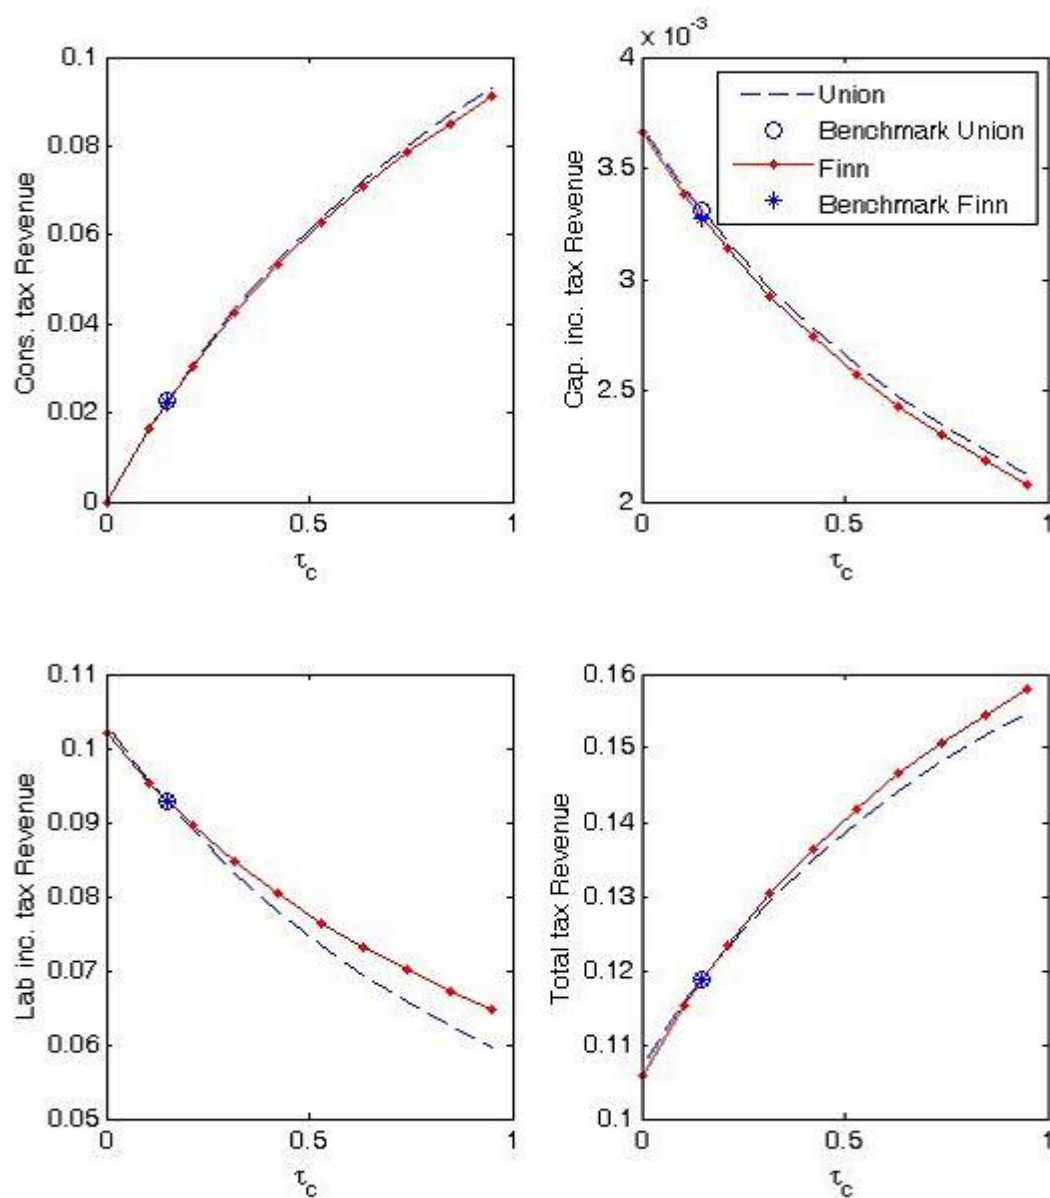 0.1
0.08
0.06
0.04
0.02
0
0
0.5
1
Cons. tax Revenue
τc
x 10-3
4
3.5
3
2.5
2
0
0.5
1
Cap. inc. tax Revenue
τc
Union
Benchmark Union
Finn
Benchmark Finn
0.11
0.1
0.09
0.08
0.07
0.06
0.05
0
0.5
1
Lab inc. tax Revenue
τc
0.16
0.15
0.14
0.13
0.12
0.11
0.1
0
0.5
1
Total tax Revenue
τc